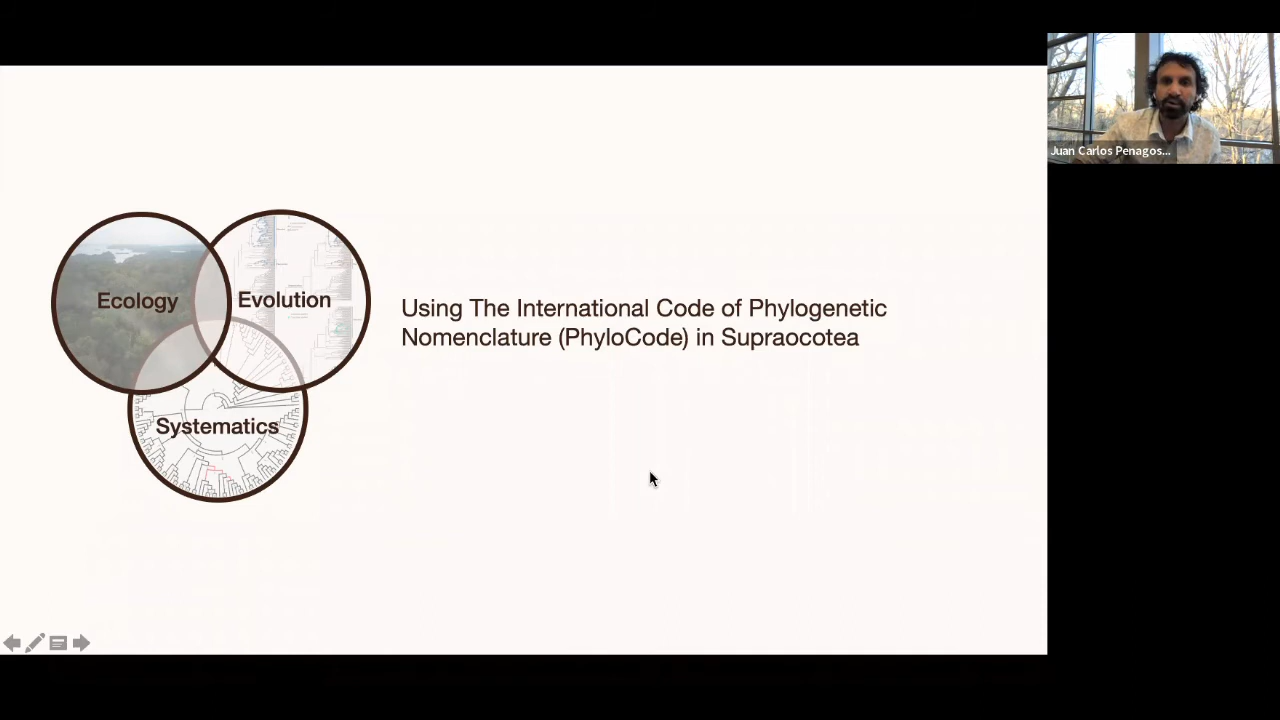 Juan Carlos Penagos...
Ecology
Evolution
Using The International Code of Phylogenetic
Nomenclature (PhyloCode) in Supraocotea
Systematics